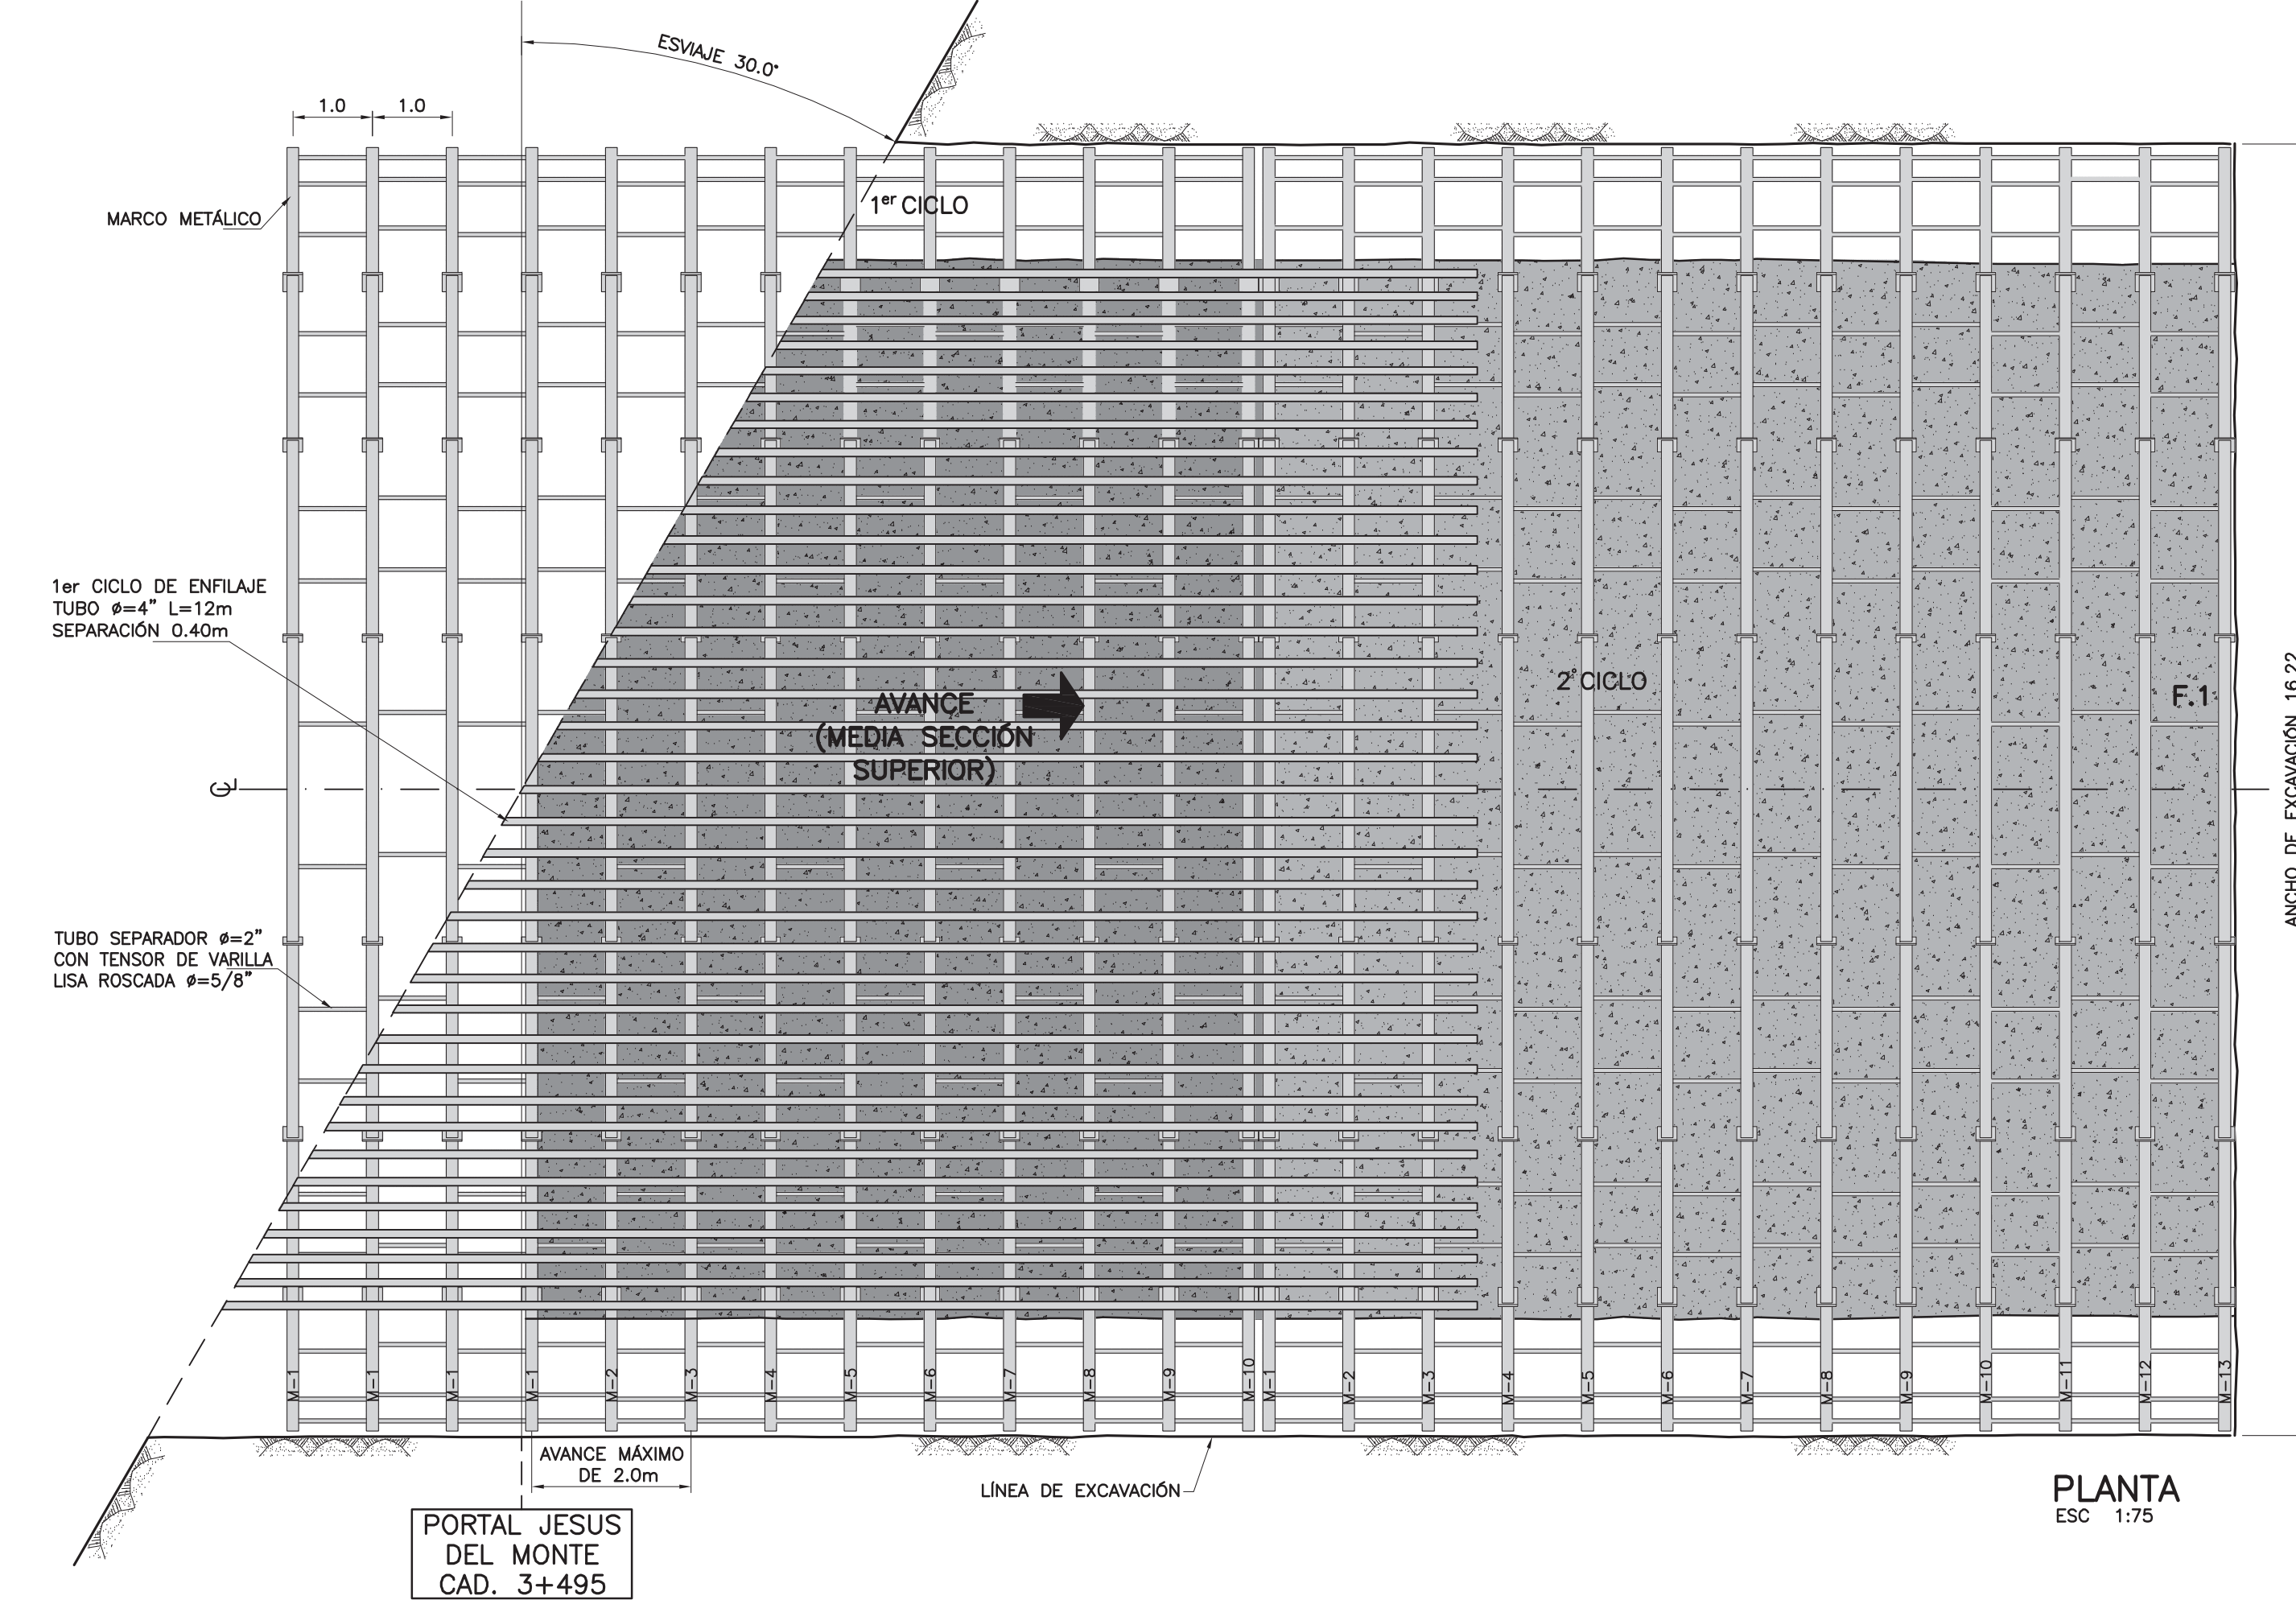 ESVIAJE 30.0°
1.0
1.0
MARCO METÁLICO
1er CICLO
1er CICLO DE ENFILAJE
TUBO ø=4" L=12m
SEPARACIÓN 0.40m
AVANCE
(MEDIA SECCIÓN
SUPERIOR)
2° CICLO
F.1
ANCHO DE EXCAVACIÓN 16.22
TUBO SEPARADOR ø=2"
CON TENSOR DE VARILLA
LISA ROSCADA ø=5/8"
M-1
M-1
M-1
M-1
M-2
M-3
M-4
M-5
M-6
M-7
M-8
M-9
M-10
M-1
M-2
M-3
M-4
M-5
M-6
M-7
M-8
M-9
M-10
M-11
M-12
M-13
AVANCE MÁXIMO
DE 2.0m
LÍNEA DE EXCAVACIÓN
PLANTA
ESC 1:75
PORTAL JESUS
DEL MONTE
CAD. 3+495